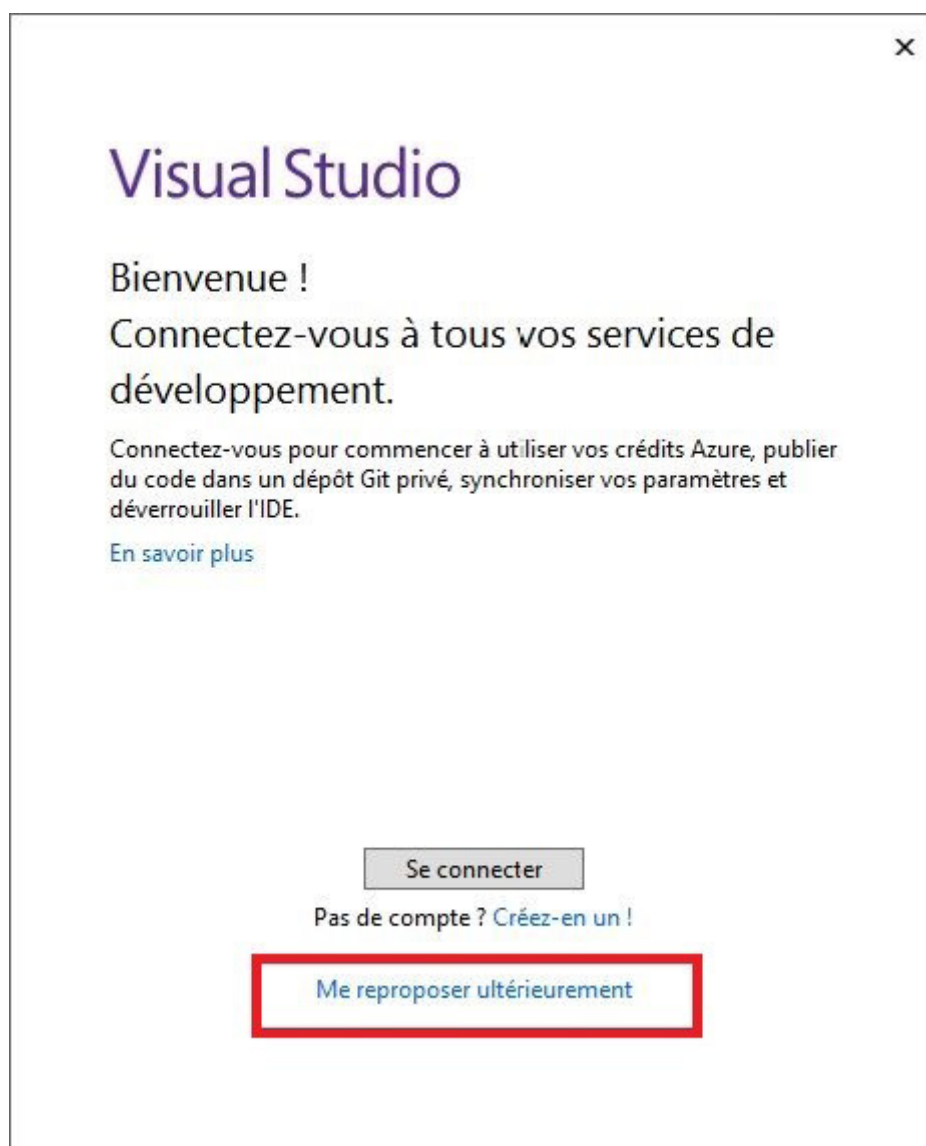 Visual Studio
Bienvenue !
Connectez-vous à tous vos services de
développement.
Connectez-vous pour commencer à utiliser vos crédits Azure, publier
du code dans un dépôt Git privé, synchroniser vos paramètres et
déverrouiller l'IDE.
En savoir plus
Se connecter
Pas de compte ? Créez-en un !
Me reproposer ultérieurement